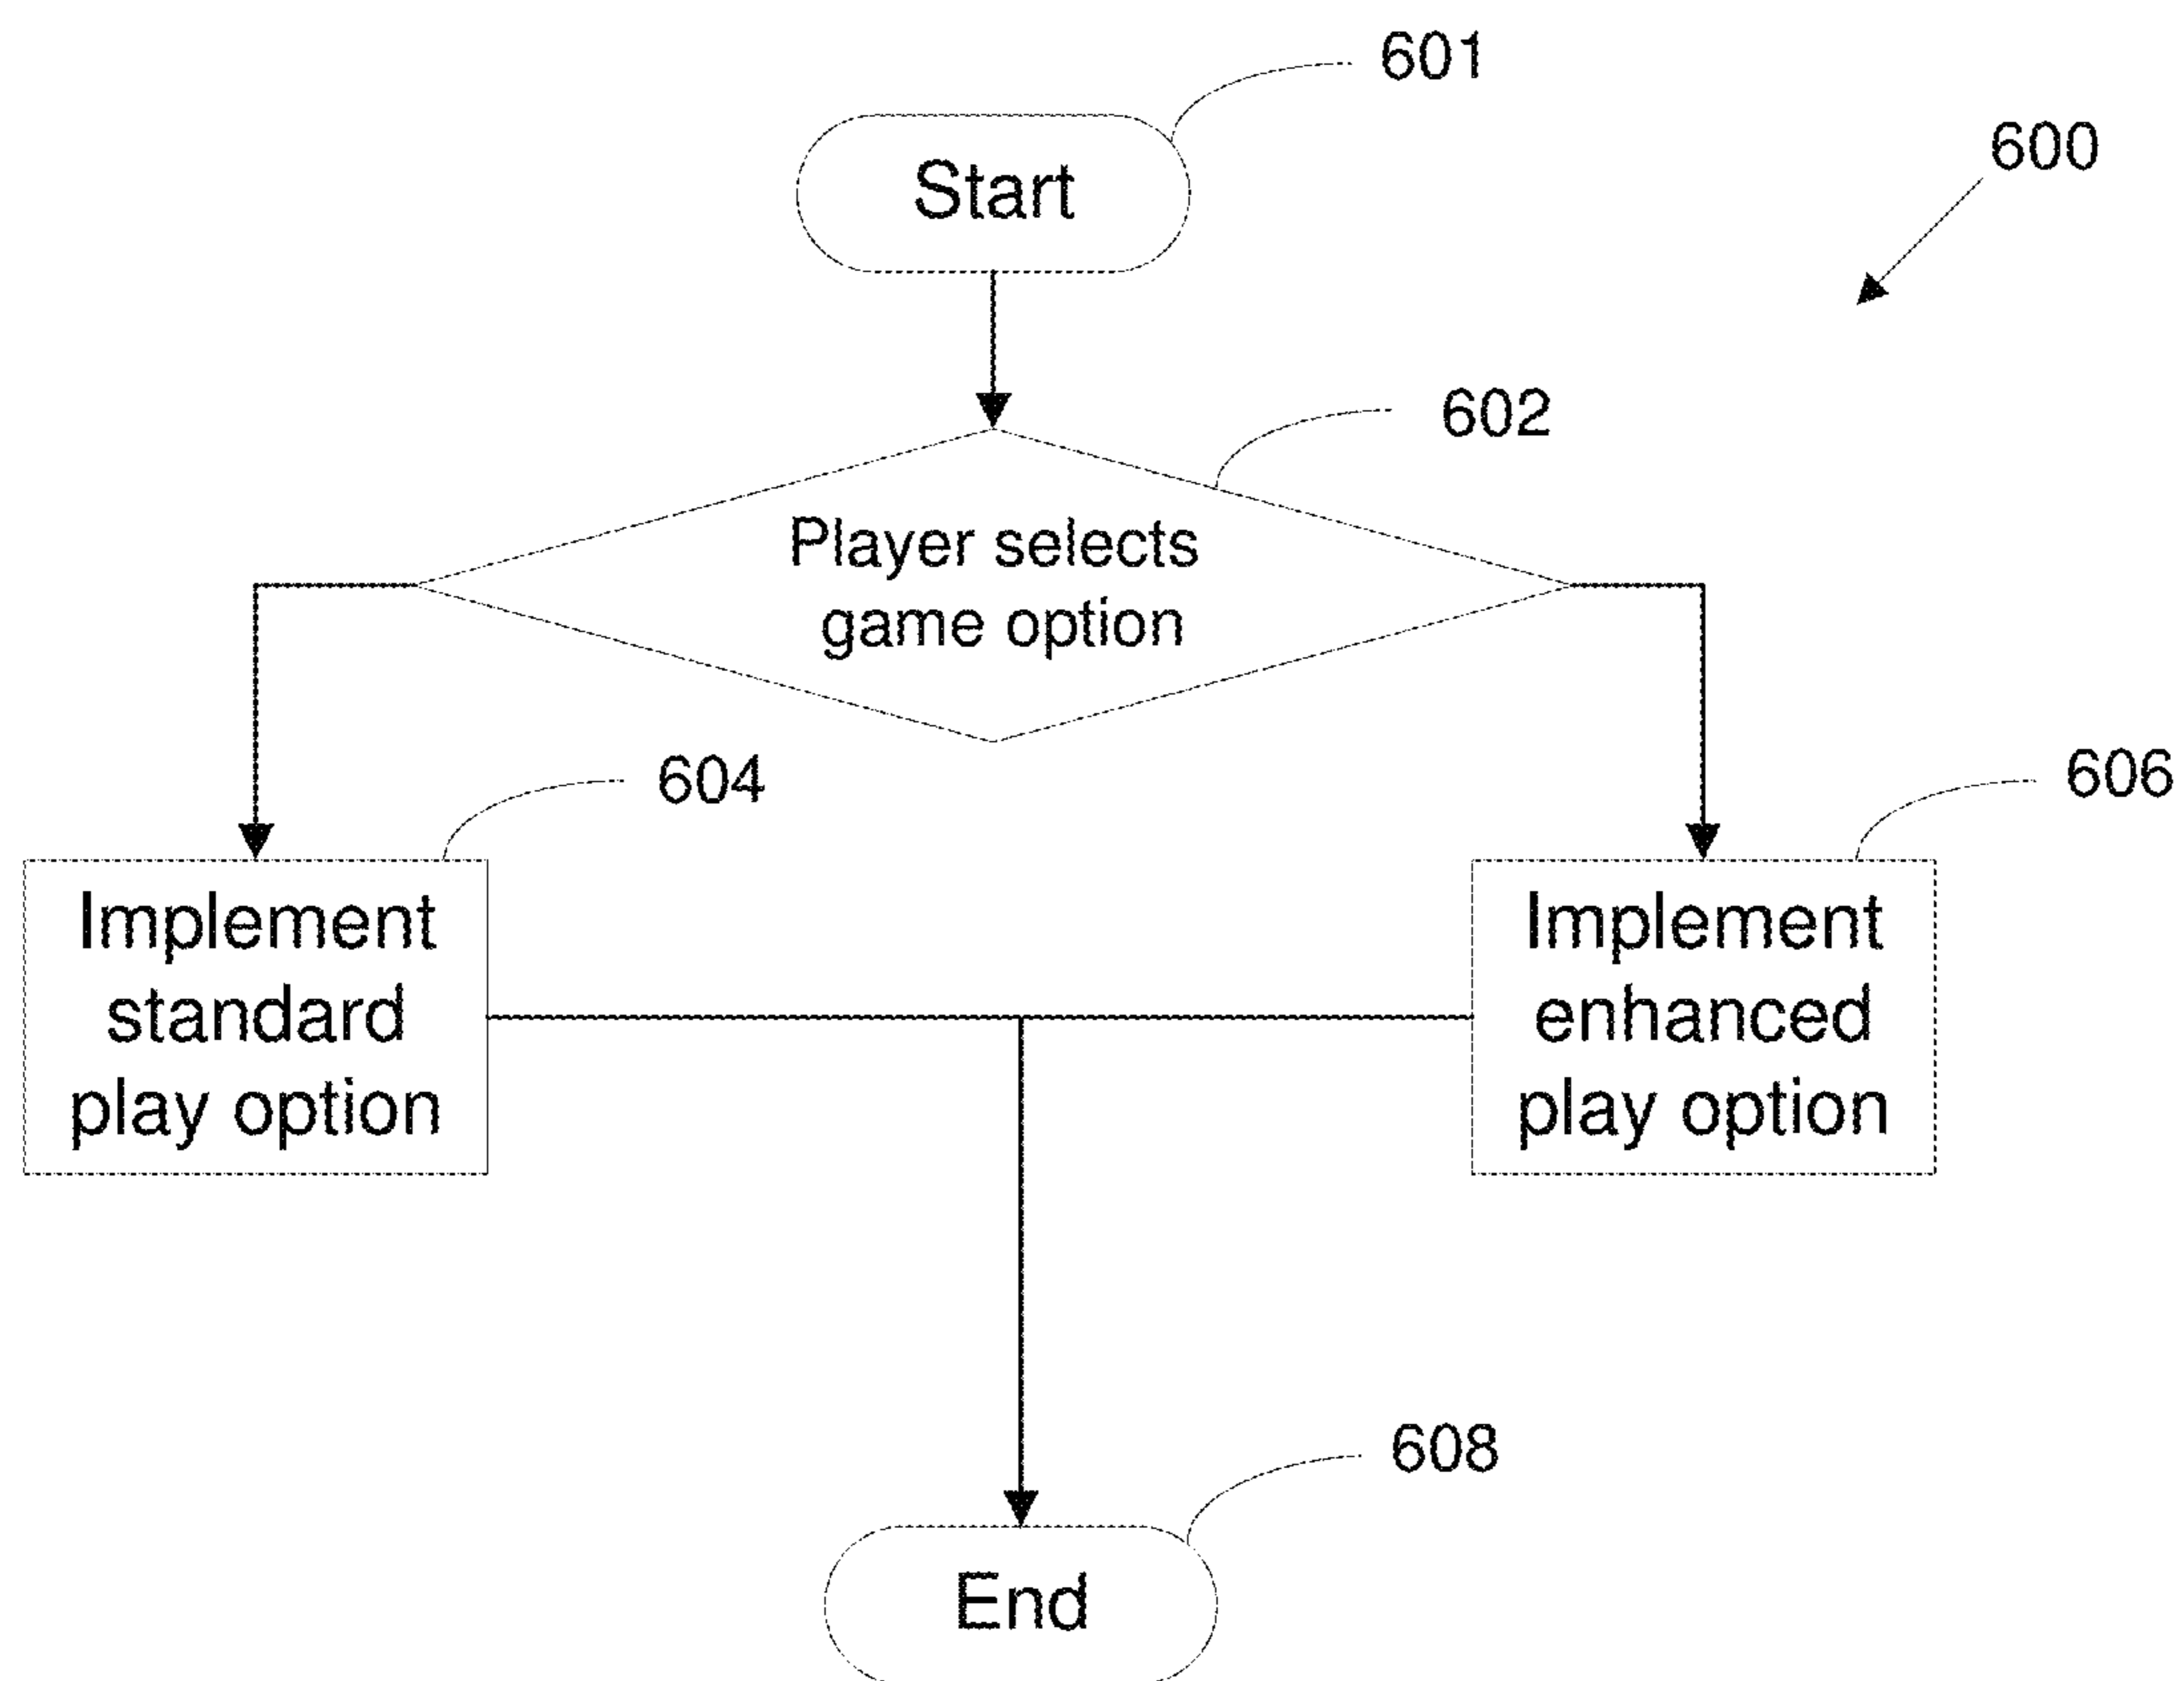 601
Start
600
602
Player selects
game option
604
606
Implement
standard
play option
Implement
enhanced
play option
608
End